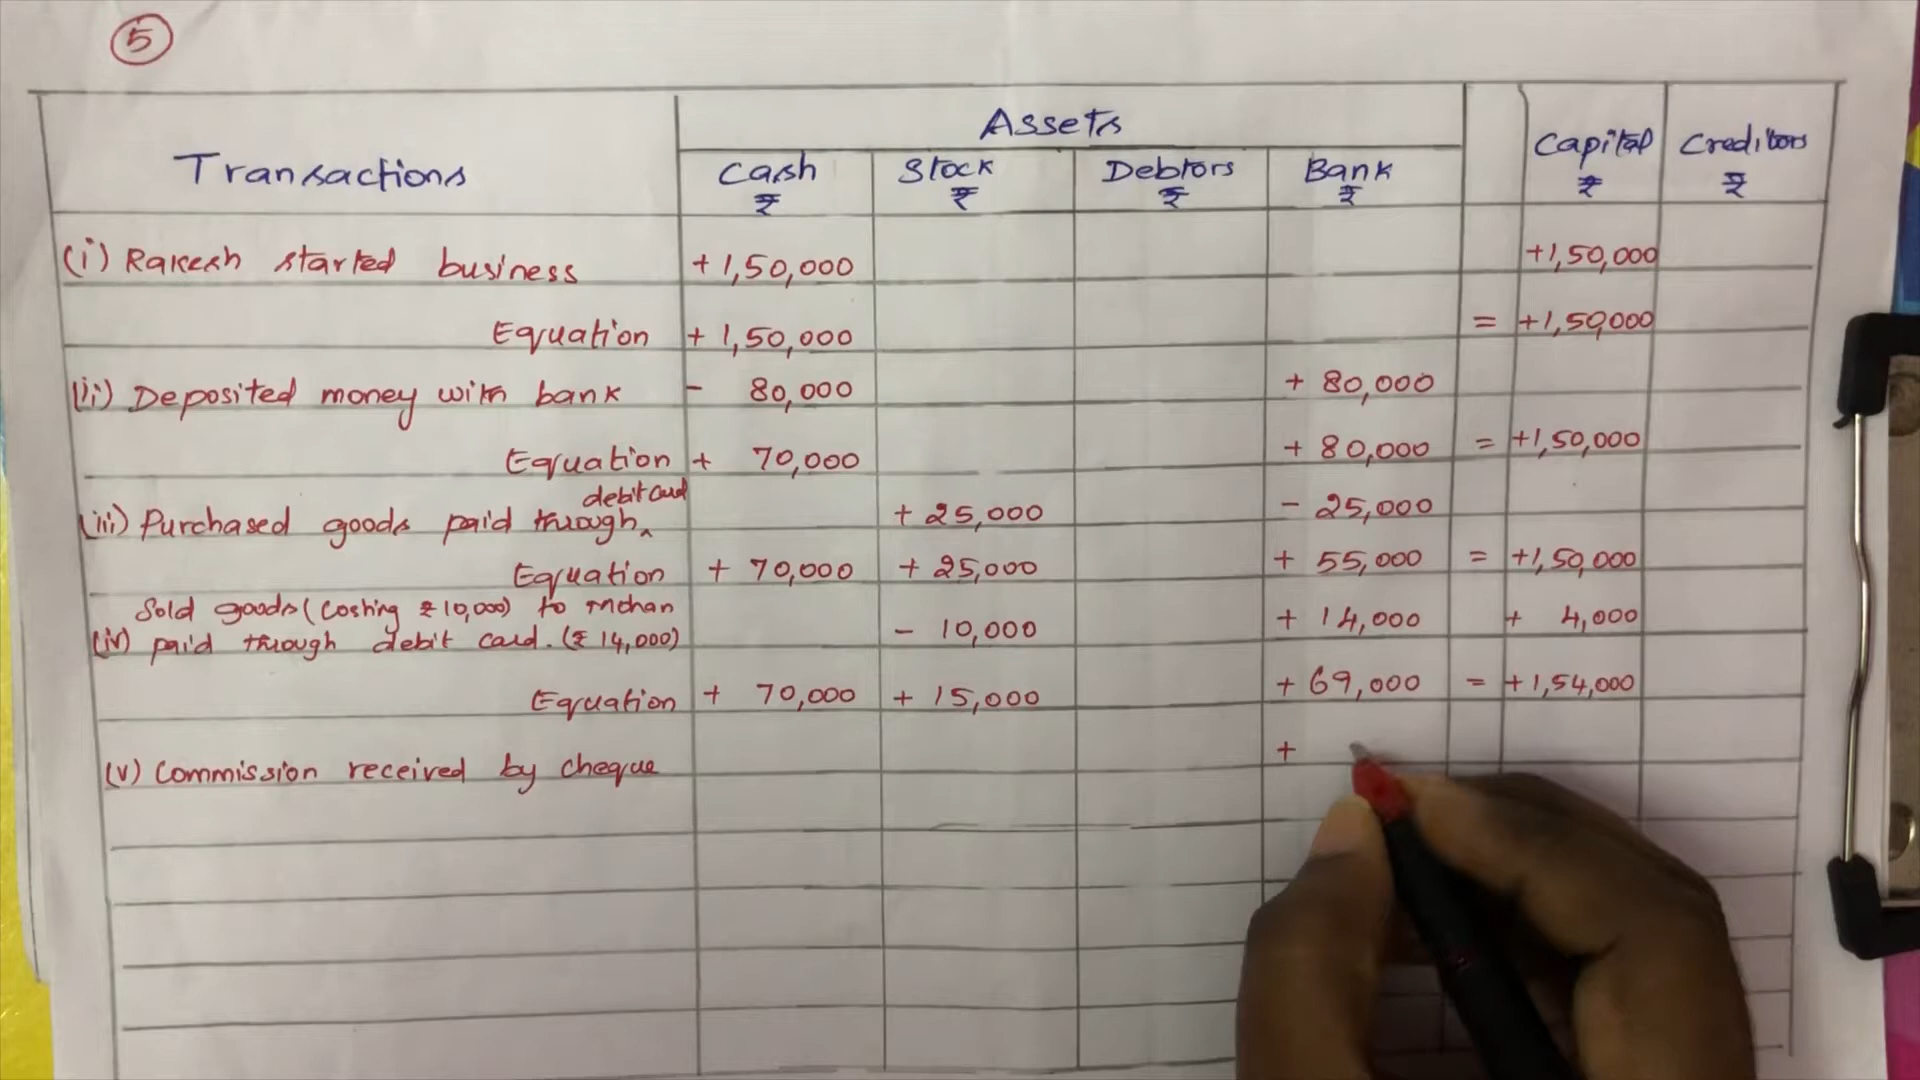 5
Transactions
Assets
Cash ₹
Stock ₹
Debtors ₹
Bank ₹
Capital ₹
Creditors ₹
(i) Rakesh started business +1,50,000 +1,50,000
Equation + 1,50,000 = +1,50,000
(ii) Deposited money with bank - 80,000 + 80,000
Equation + 70,000 + 80,000 = +1,50,000
debit card
(iii) Purchased goods paid through ^ + 25,000 - 25,000
Equation + 70,000 + 25,000 + 55,000 = +1,50,000
Sold goods (costing ₹ 10,000) to Mohan
(iv) paid through debit card. (₹ 14,000) - 10,000 + 14,000 + 4,000
Equation + 70,000 + 15,000 + 69,000 = +1,54,000
(v) Commission received by cheque +